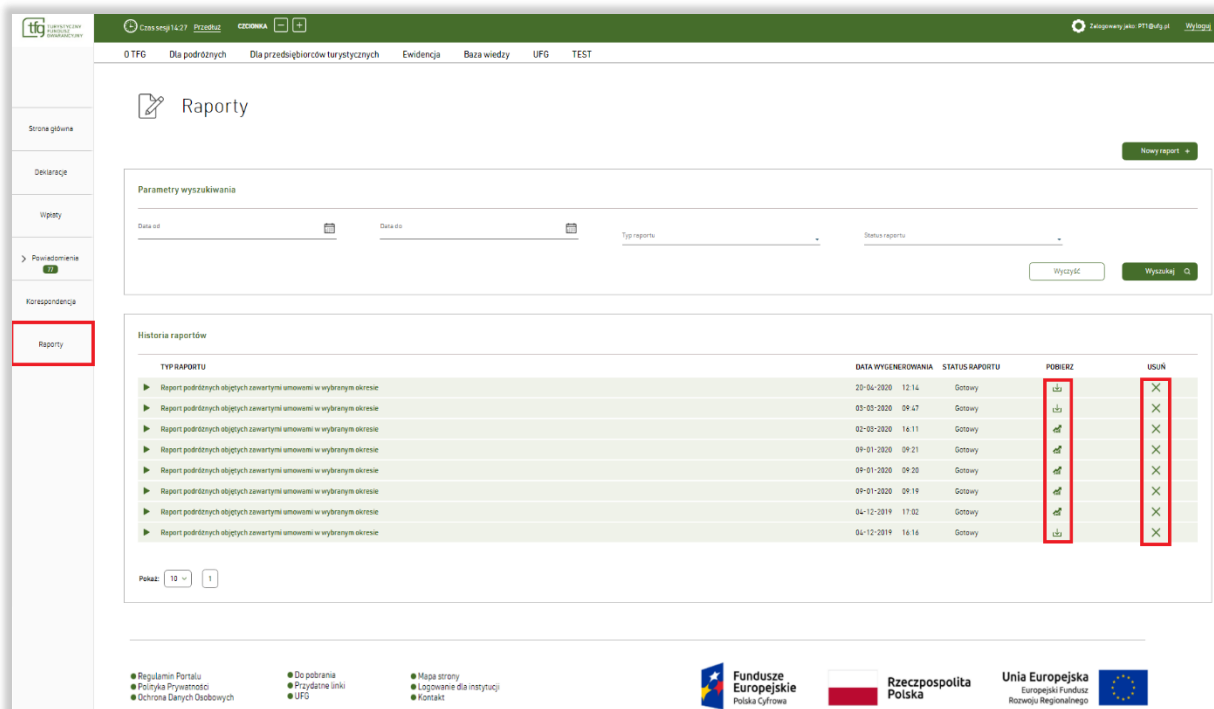 tfg TURYSTYCZNY FUNDUSZ GWARANCYJNY
Czas sesji 14:27 Przedłuż CZCIONKA − +
Zalogowany jako: PT1@ufg.pl Wyloguj
O TFG Dla podróżnych Dla przedsiębiorców turystycznych Ewidencja Baza wiedzy UFG TEST
Raporty
Strona główna
Deklaracje
Wpłaty
Powiadomienia
77
Korespondencja
Raporty
Nowy raport +
Parametry wyszukiwania
Data od Data do Typ raportu Status raportu
Wyczyść Wyszukaj
Historia raportów
TYP RAPORTU DATA WYGENEROWANIA STATUS RAPORTU POBIERZ USUŃ
Raport podróżnych objętych zawartymi umowami w wybranym okresie 20-04-2020 12:14 Gotowy
Raport podróżnych objętych zawartymi umowami w wybranym okresie 03-03-2020 09:47 Gotowy
Raport podróżnych objętych zawartymi umowami w wybranym okresie 02-03-2020 16:11 Gotowy
Raport podróżnych objętych zawartymi umowami w wybranym okresie 09-01-2020 09:21 Gotowy
Raport podróżnych objętych zawartymi umowami w wybranym okresie 09-01-2020 09:20 Gotowy
Raport podróżnych objętych zawartymi umowami w wybranym okresie 09-01-2020 09:19 Gotowy
Raport podróżnych objętych zawartymi umowami w wybranym okresie 04-12-2019 17:02 Gotowy
Raport podróżnych objętych zawartymi umowami w wybranym okresie 04-12-2019 16:16 Gotowy
Pokaż: 10 1
Regulamin Portalu
Polityka Prywatności
Ochrona Danych Osobowych
Do pobrania
Przydatne linki
UFG
Mapa strony
Logowanie dla instytucji
Kontakt
Fundusze
Europejskie
Polska Cyfrowa
Rzeczpospolita
Polska
Unia Europejska
Europejski Fundusz
Rozwoju Regionalnego